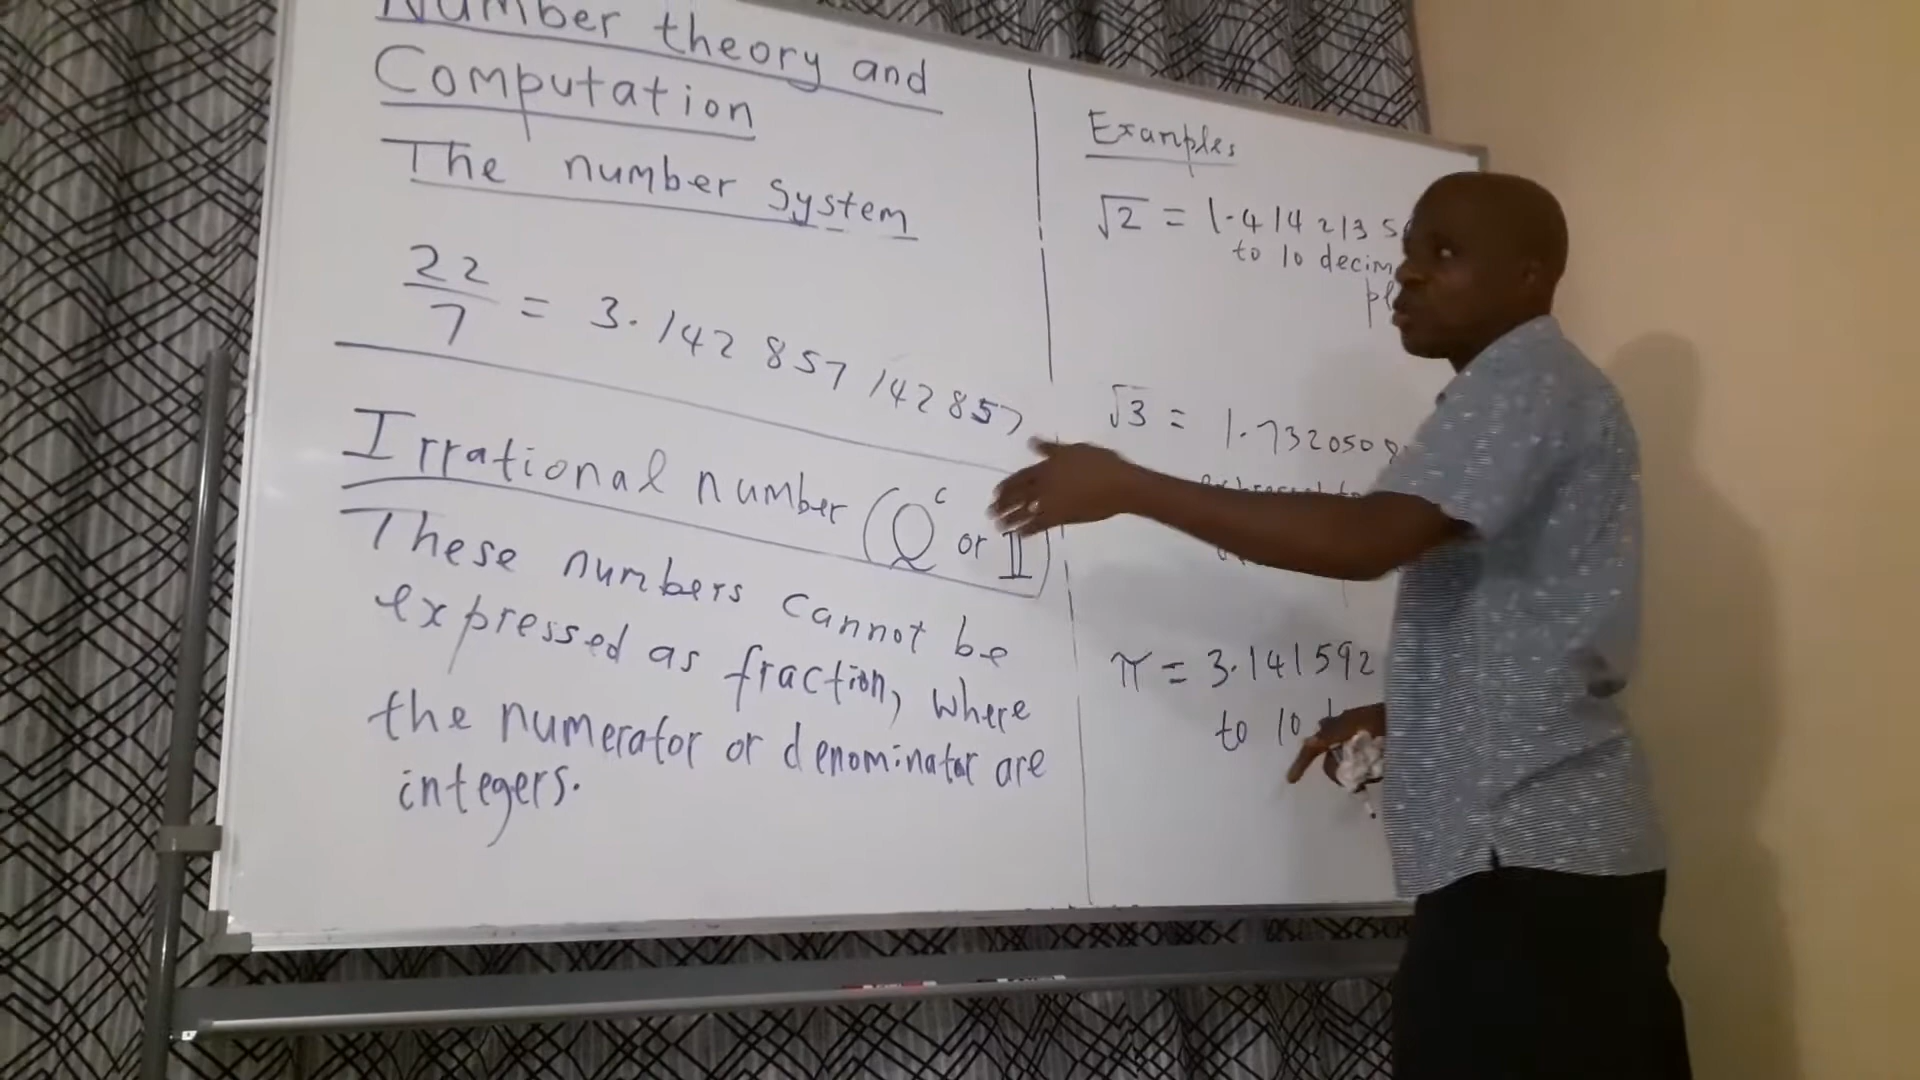 Number theory and
Computation
The number System
22/7 = 3.142 857 142857
Irrational number (Q^c or II)
These numbers cannot be
expressed as fraction, where
the numerator or denominator are
integers.
Examples
√2 = 1.414 213 5
to 10 decim
pl
√3 = 1.7320508
π = 3.141592
to 10